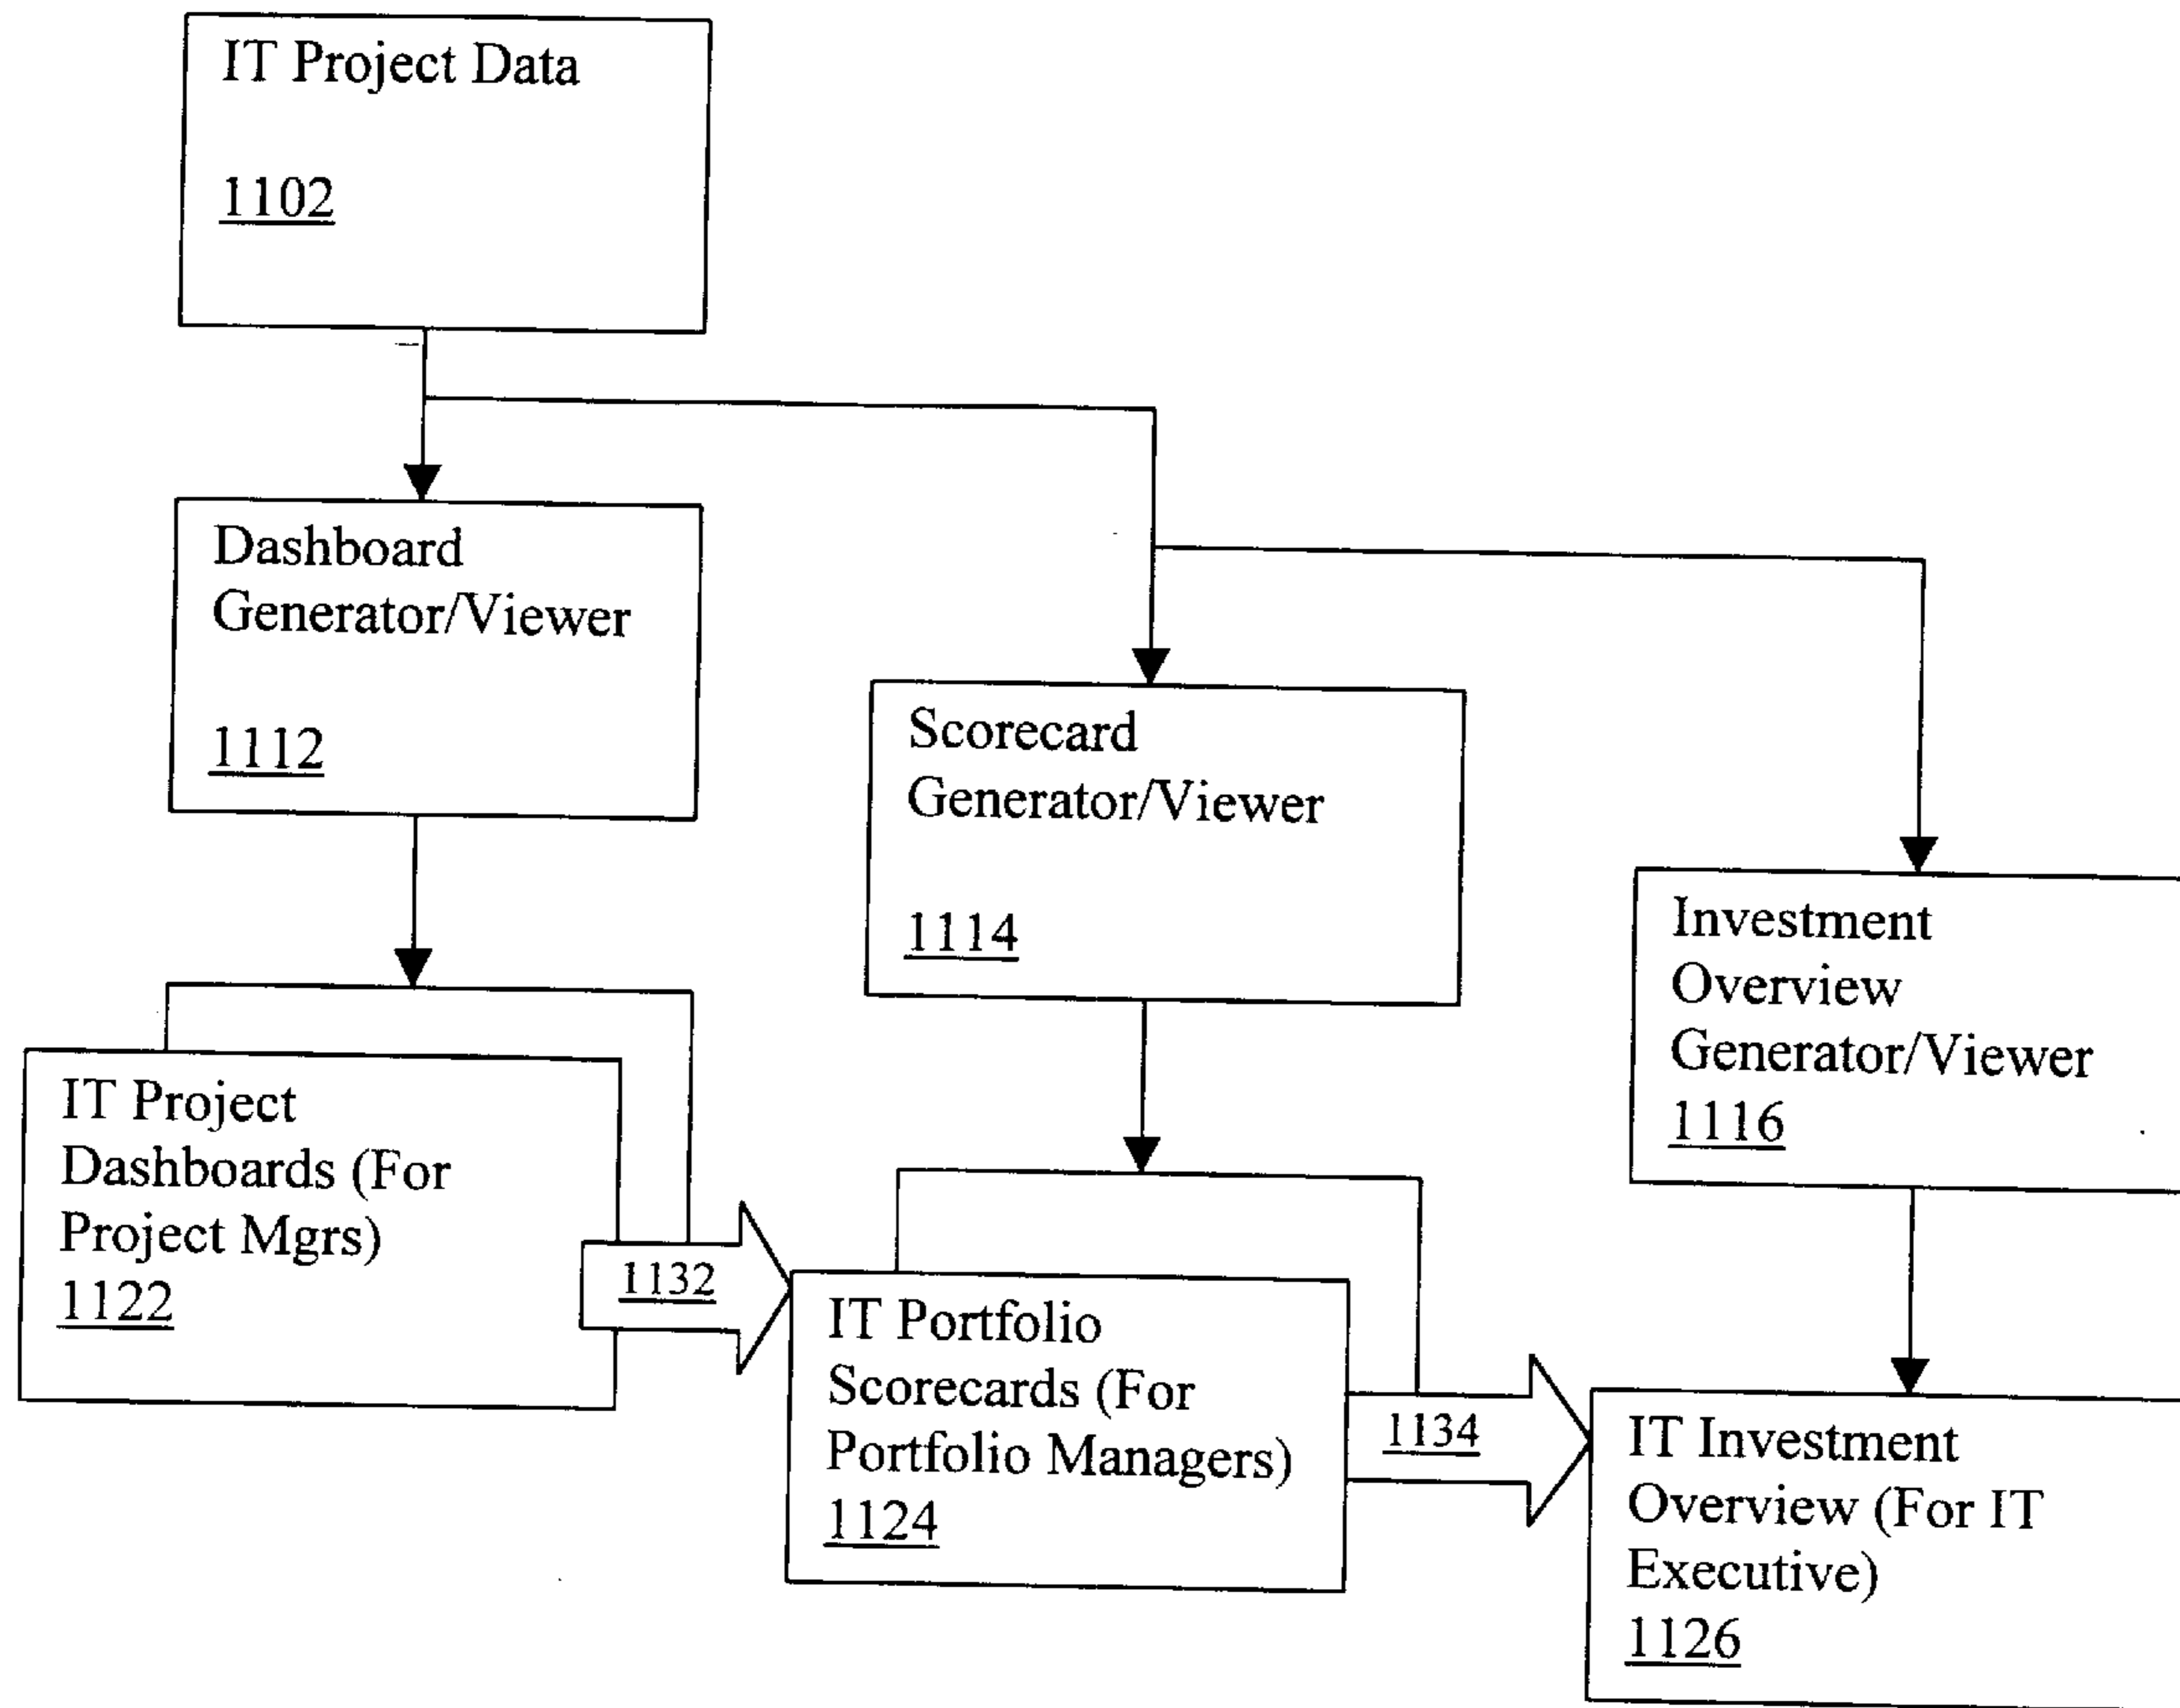 IT Project Data
1102
Dashboard
Generator/Viewer
1112
Scorecard
Generator/Viewer
1114
Investment
Overview
Generator/Viewer
1116
IT Project
Dashboards (For
Project Mgrs)
1122
1132
IT Portfolio
Scorecards (For
Portfolio Managers)
1124
1134
IT Investment
Overview (For IT
Executive)
1126